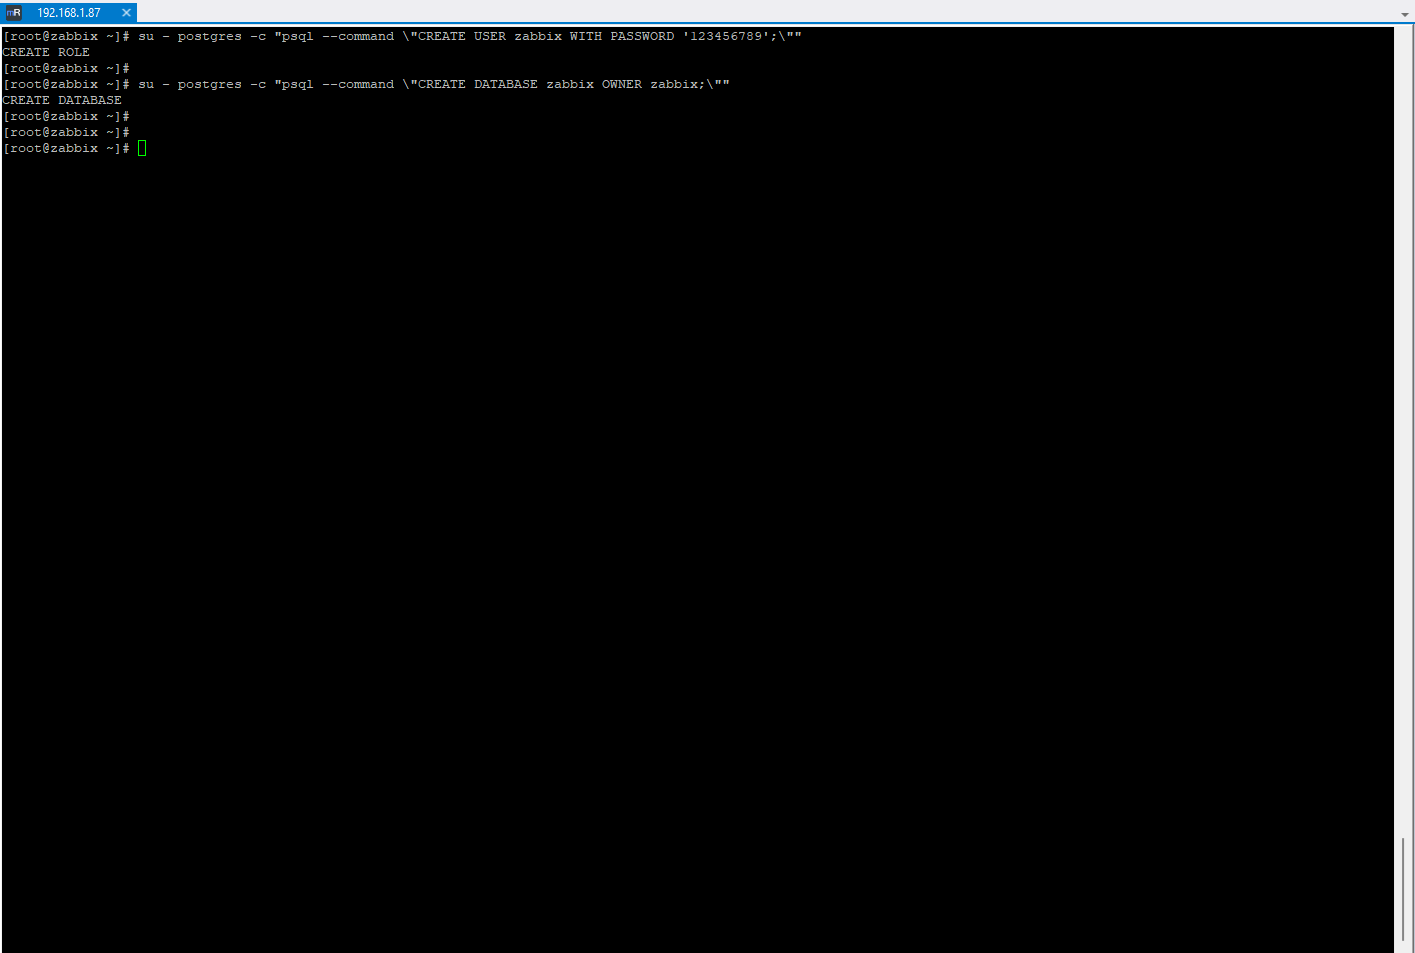 mR 192.168.1.87
[root@zabbix ~]# su - postgres -c "psql --command \"CREATE USER zabbix WITH PASSWORD '123456789';\""
CREATE ROLE
[root@zabbix ~]#
[root@zabbix ~]# su - postgres -c "psql --command \"CREATE DATABASE zabbix OWNER zabbix;\""
CREATE DATABASE
[root@zabbix ~]#
[root@zabbix ~]#
[root@zabbix ~]#